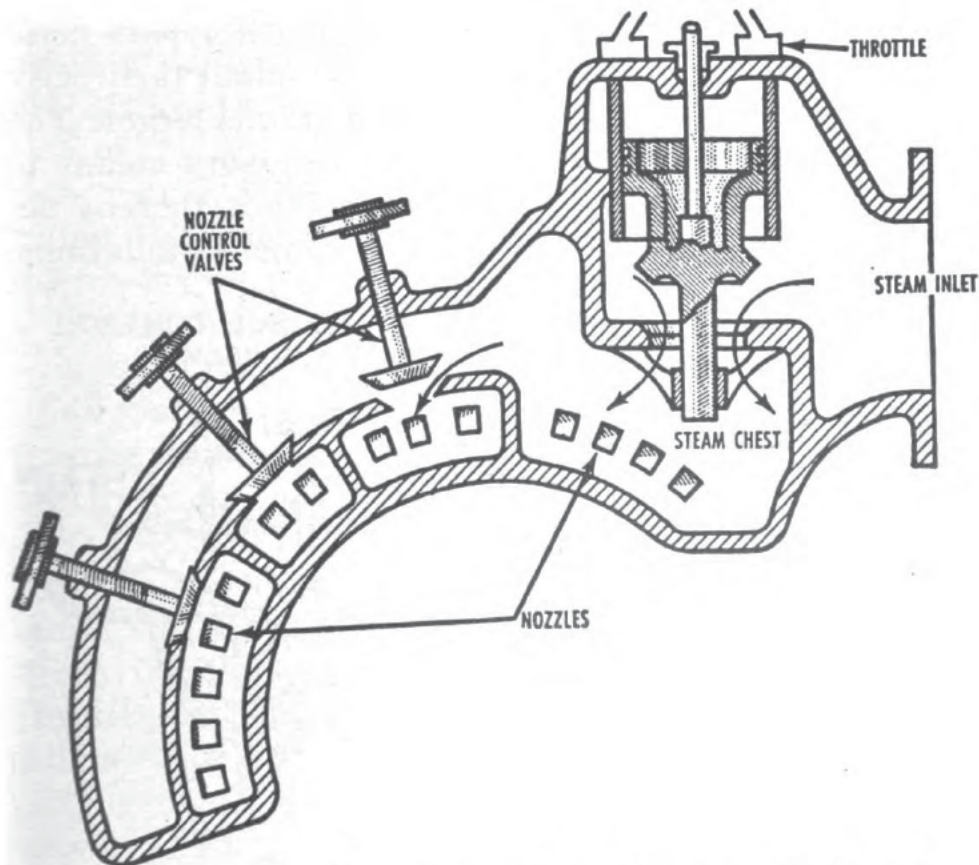 THROTTLE
NOZZLE
CONTROL
VALVES
STEAM INLET
STEAM CHEST
NOZZLES